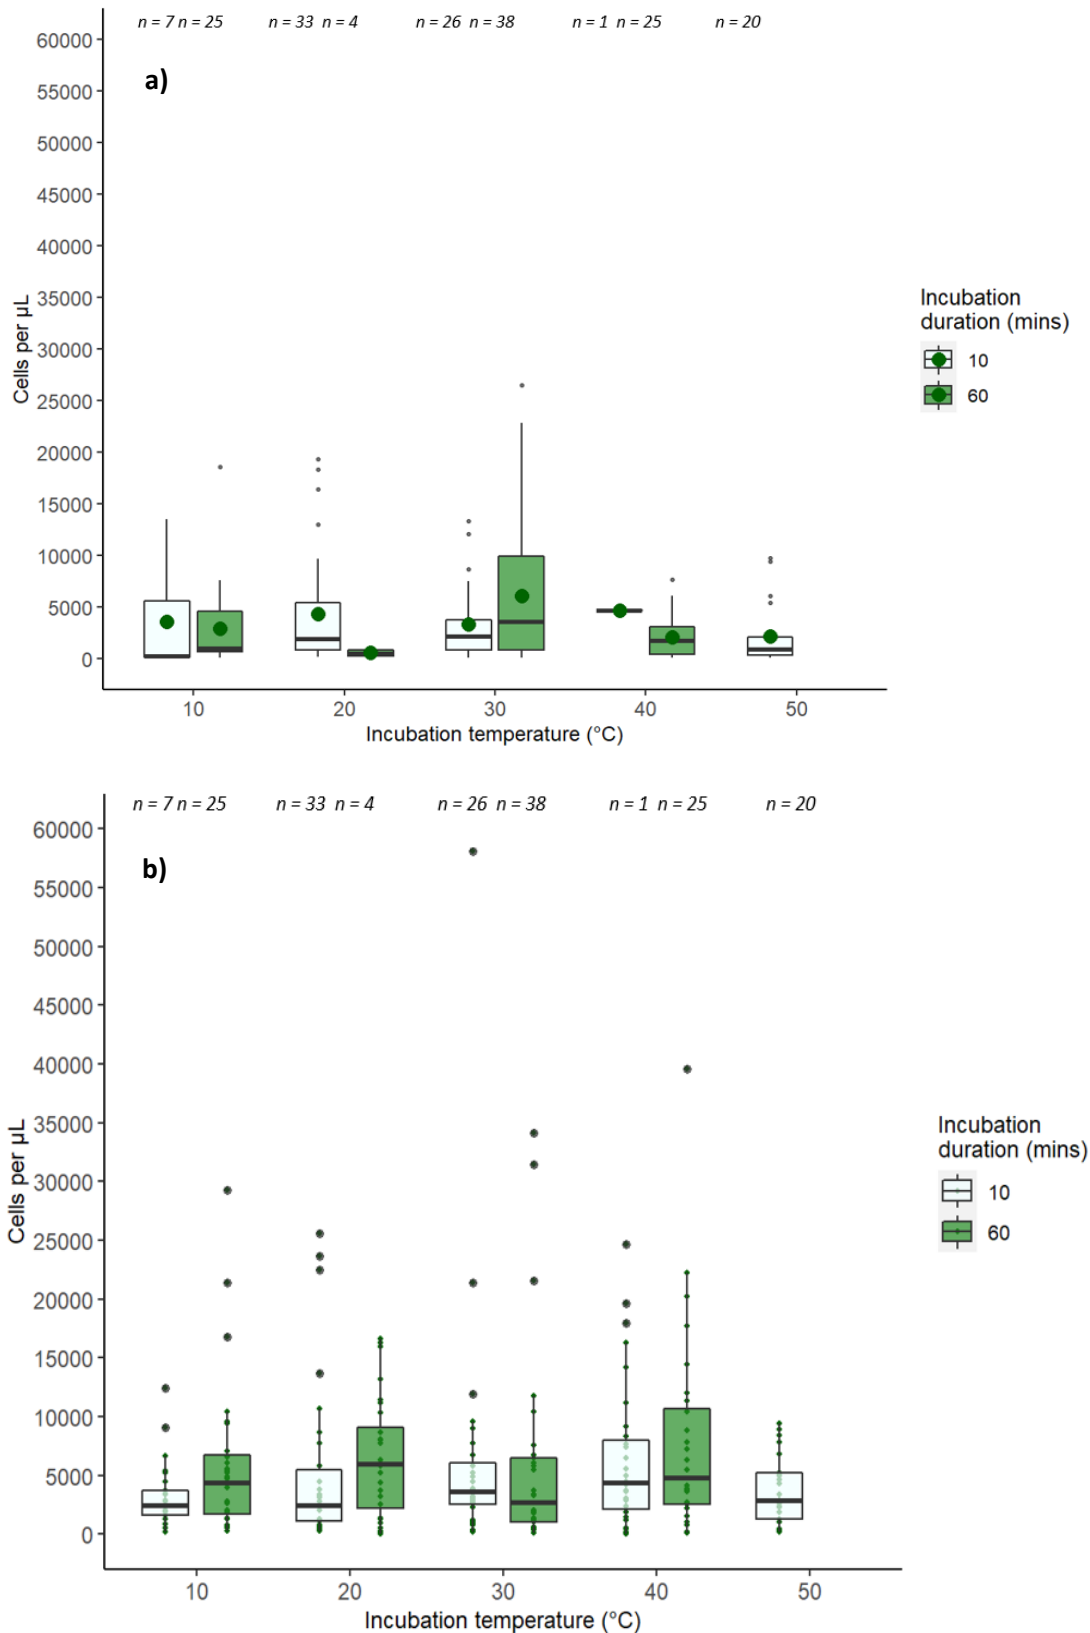 n = 7 n = 25 n = 33 n = 4 n = 26 n = 38 n = 1 n = 25 n = 20
a)
60000
55000
50000
45000
40000
35000
30000
25000
20000
15000
10000
5000
0
Cells per µL
10 20 30 40 50
Incubation temperature (°C)
Incubation
duration (mins)
10
60
n = 7 n = 25 n = 33 n = 4 n = 26 n = 38 n = 1 n = 25 n = 20
b)
60000
55000
50000
45000
40000
35000
30000
25000
20000
15000
10000
5000
0
Cells per µL
10 20 30 40 50
Incubation temperature (°C)
Incubation
duration (mins)
10
60